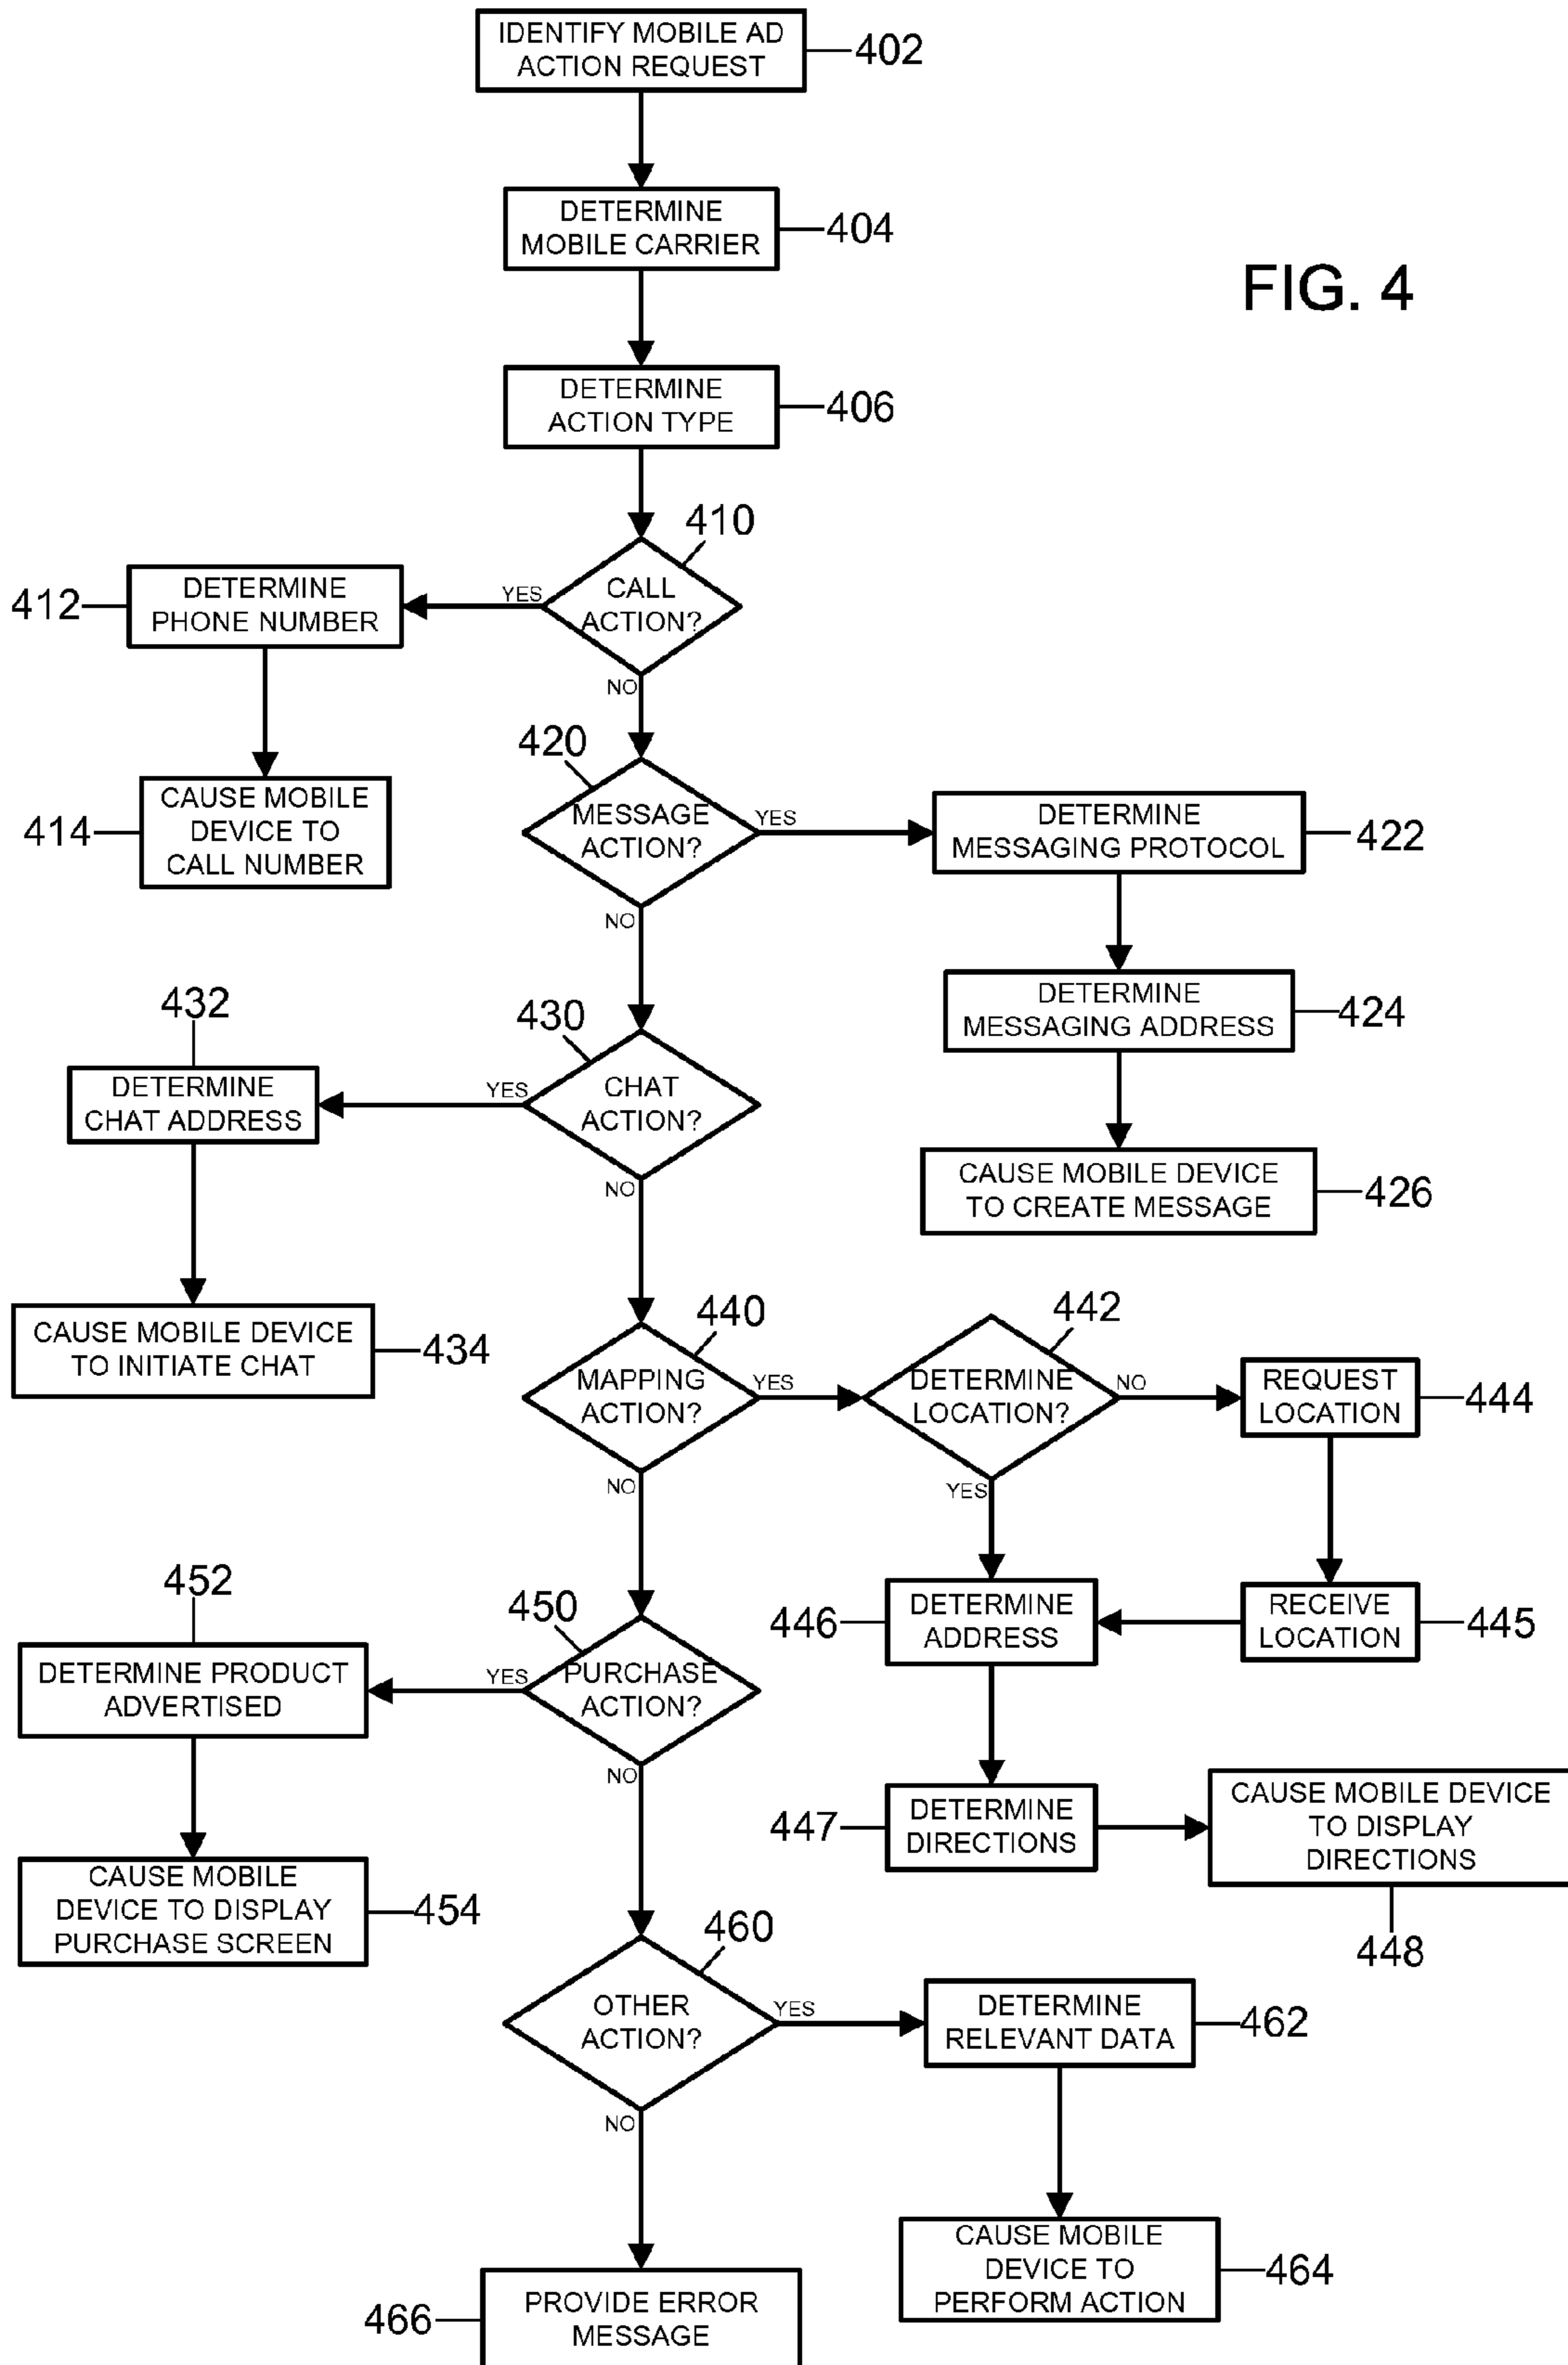 IDENTIFY MOBILE AD
ACTION REQUEST
402
DETERMINE
MOBILE CARRIER
404
FIG. 4
DETERMINE
ACTION TYPE
406
410
CALL
ACTION?
YES
NO
412
DETERMINE
PHONE NUMBER
414
CAUSE MOBILE
DEVICE TO
CALL NUMBER
420
MESSAGE
ACTION?
YES
NO
DETERMINE
MESSAGING PROTOCOL
422
DETERMINE
MESSAGING ADDRESS
424
CAUSE MOBILE DEVICE
TO CREATE MESSAGE
426
430
CHAT
ACTION?
YES
NO
432
DETERMINE
CHAT ADDRESS
CAUSE MOBILE DEVICE
TO INITIATE CHAT
434
440
MAPPING
ACTION?
YES
NO
442
DETERMINE
LOCATION?
NO
YES
REQUEST
LOCATION
444
RECEIVE
LOCATION
445
446
DETERMINE
ADDRESS
447
DETERMINE
DIRECTIONS
CAUSE MOBILE DEVICE
TO DISPLAY
DIRECTIONS
448
450
PURCHASE
ACTION?
YES
NO
452
DETERMINE PRODUCT
ADVERTISED
CAUSE MOBILE
DEVICE TO DISPLAY
PURCHASE SCREEN
454
460
OTHER
ACTION?
YES
NO
DETERMINE
RELEVANT DATA
462
CAUSE MOBILE
DEVICE TO
PERFORM ACTION
464
466
PROVIDE ERROR
MESSAGE